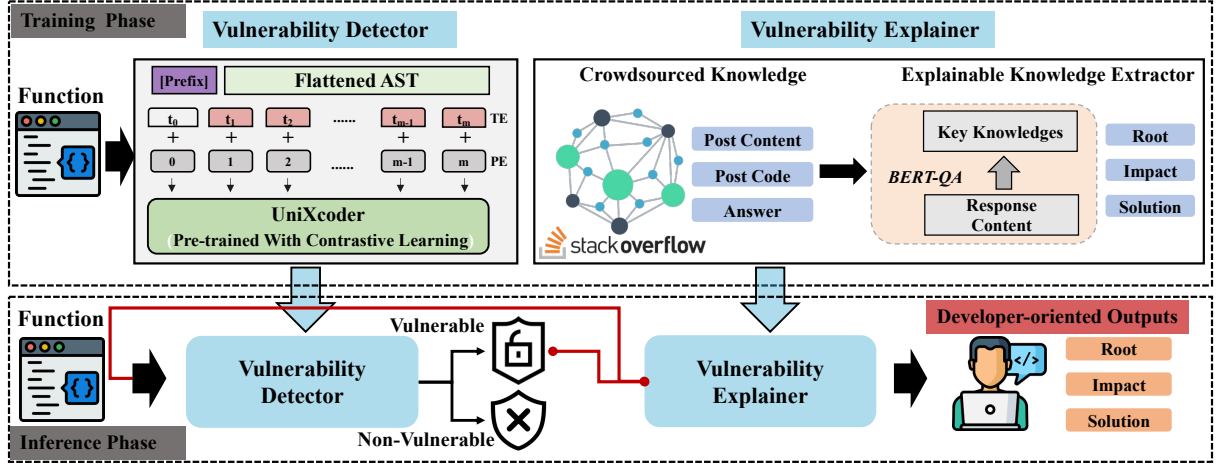 Training Phase
Vulnerability Detector
Vulnerability Explainer
Function
[Prefix]
Flattened AST
t0 t1 t2 ...... tm-1 tm TE
+ + + + +
0 1 2 ...... m-1 m PE
UniXcoder
(Pre-trained With Contrastive Learning)
Crowdsourced Knowledge
Post Content
Post Code
Answer
stackoverflow
Explainable Knowledge Extractor
Key Knowledges
BERT-QA
Response
Content
Root
Impact
Solution
Function
Vulnerability
Detector
Vulnerable
Non-Vulnerable
Vulnerability
Explainer
Developer-oriented Outputs
</>
Root
Impact
Solution
Inference Phase